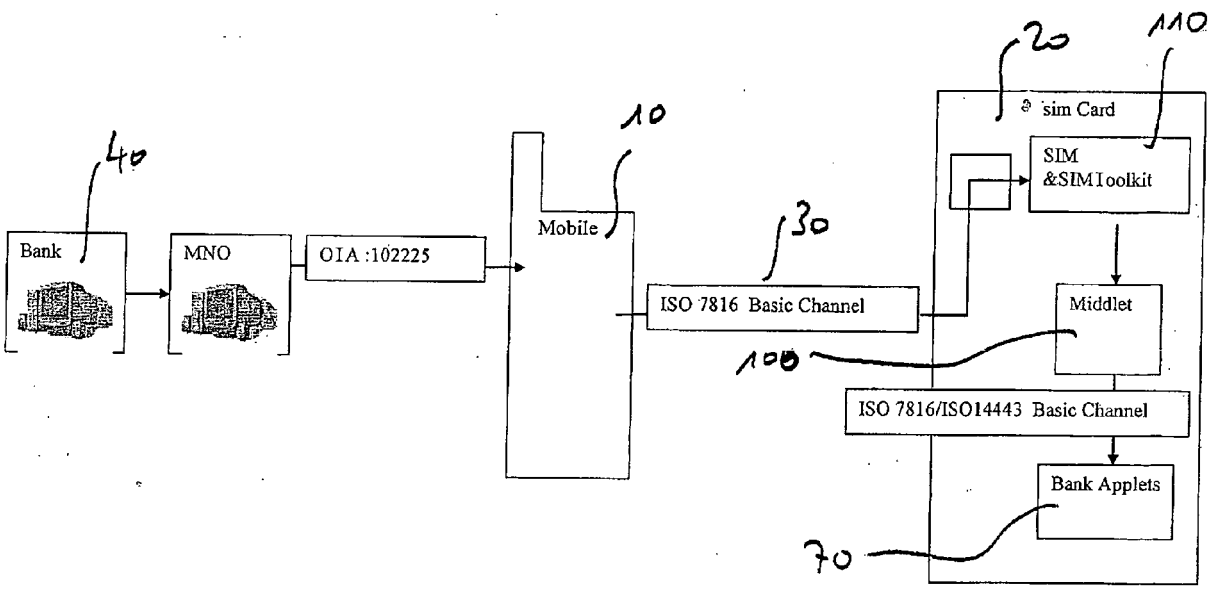 110
20
sim Card
10
SIM
&SIMToolkit
40
30
Mobile
Bank
MNO
OTA :102225
ISO 7816 Basic Channel
Middlet
100
ISO 7816/ISO14443 Basic Channel
Bank Applets
70